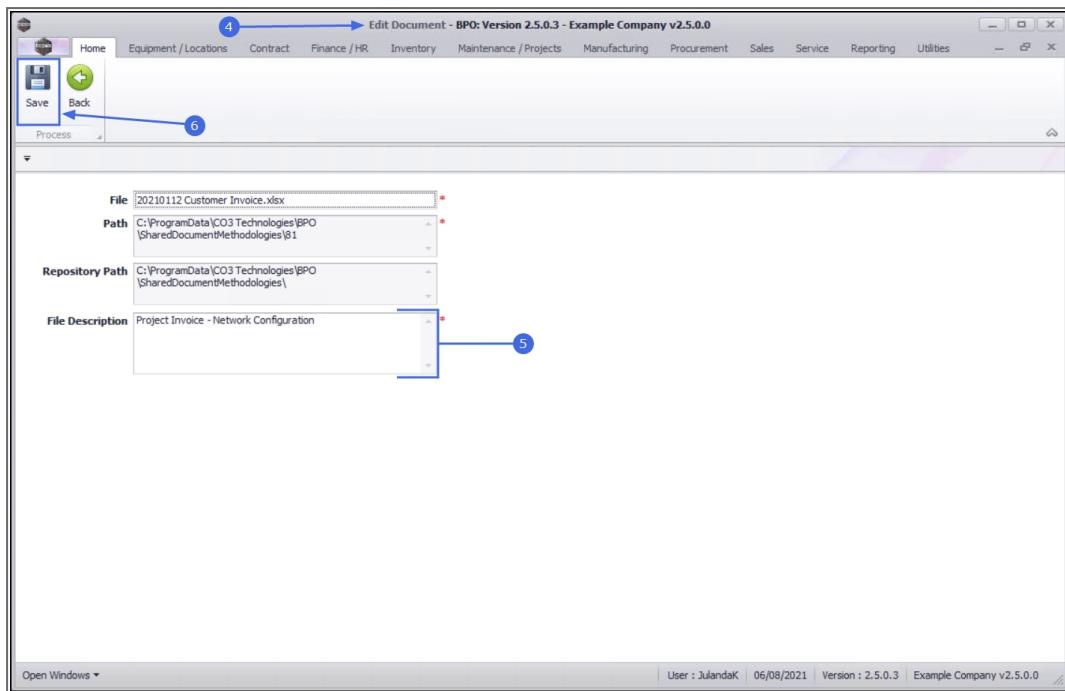 4
Edit Document - BPO: Version 2.5.0.3 - Example Company v2.5.0.0
Home Equipment / Locations Contract Finance / HR Inventory Maintenance / Projects Manufacturing Procurement Sales Service Reporting Utilities
Save Back
6
Process
File 20210112 Customer Invoice.xlsx *
Path C:\ProgramData\CO3 Technologies\BPO *
\SharedDocumentMethodologies\81
Repository Path C:\ProgramData\CO3 Technologies\BPO
\SharedDocumentMethodologies\
File Description Project Invoice - Network Configuration *
5
Open Windows User : JulandaK 06/08/2021 Version : 2.5.0.3 Example Company v2.5.0.0